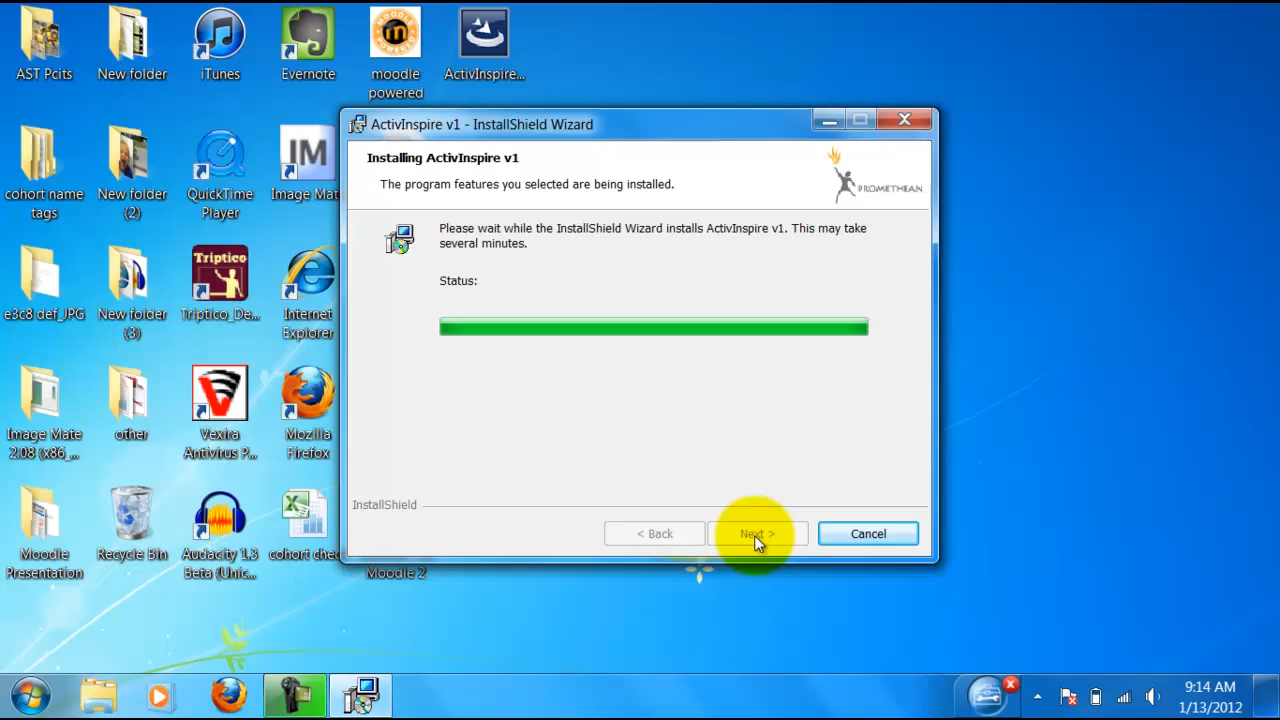 AST Pcits
New folder
iTunes
Evernote
moodle
powered
ActivInspire...
cohort name
tags
New folder
(2)
QuickTime
Player
IM
Image Mat
e3c8 def_JPG
New folder
(3)
Triptico
Triptico_De...
Internet
Explorer
Image Mate
2.08 (x86_...
other
Vexira
Antivirus P...
Mozilla
Firefox
Moodle
Presentation
Recycle Bin
Audacity 1.3
Beta (Unic...
cohort chec
Moodle 2
ActivInspire v1 - InstallShield Wizard
Installing ActivInspire v1
The program features you selected are being installed.
PROMETHEAN
Please wait while the InstallShield Wizard installs ActivInspire v1. This may take
several minutes.
Status:
InstallShield
< Back
Next >
Cancel
9:14 AM
1/13/2012